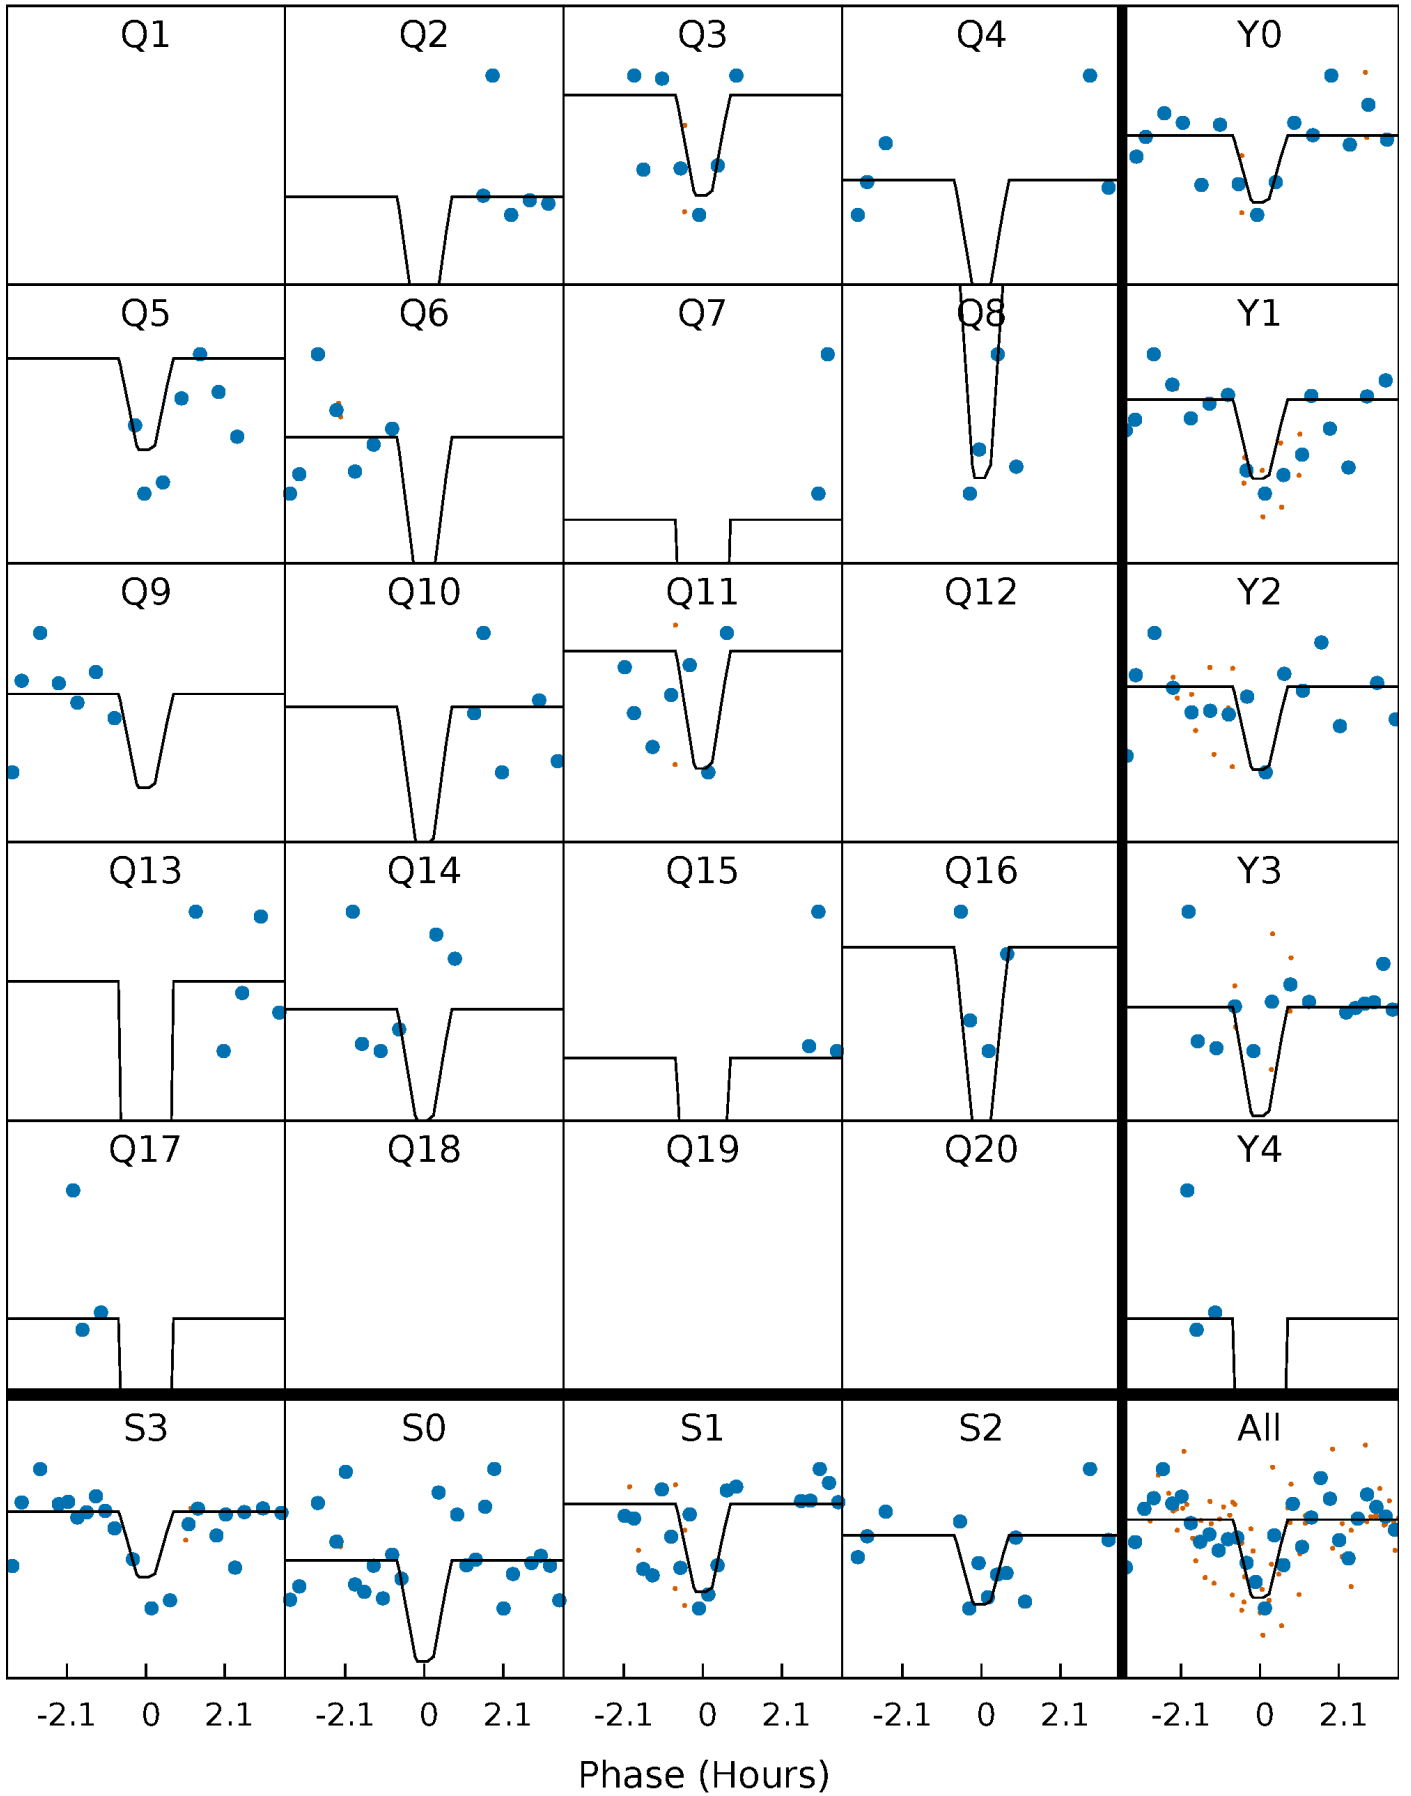 Q1 Q2 Q3 Q4 Y0
Q5 Q6 Q7 Q8 Y1
Q9 Q10 Q11 Q12 Y2
Q13 Q14 Q15 Q16 Y3
Q17 Q18 Q19 Q20 Y4
S3 S0 S1 S2 All
-2.1 0 2.1 -2.1 0 2.1 -2.1 0 2.1 -2.1 0 2.1 -2.1 0 2.1
Phase (Hours)